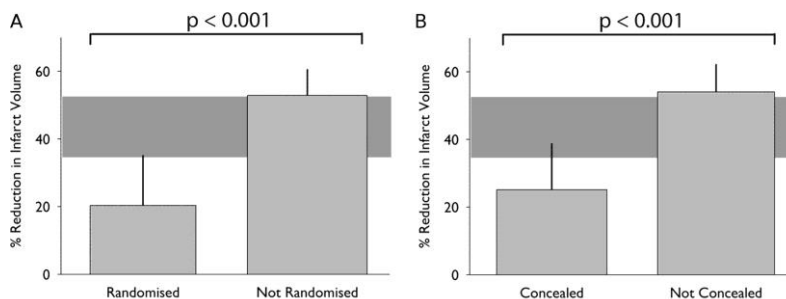 A
p < 0.001
% Reduction in Infarct Volume
60
40
20
0
Randomised
Not Randomised
B
p < 0.001
% Reduction in Infarct Volume
60
40
20
0
Concealed
Not Concealed